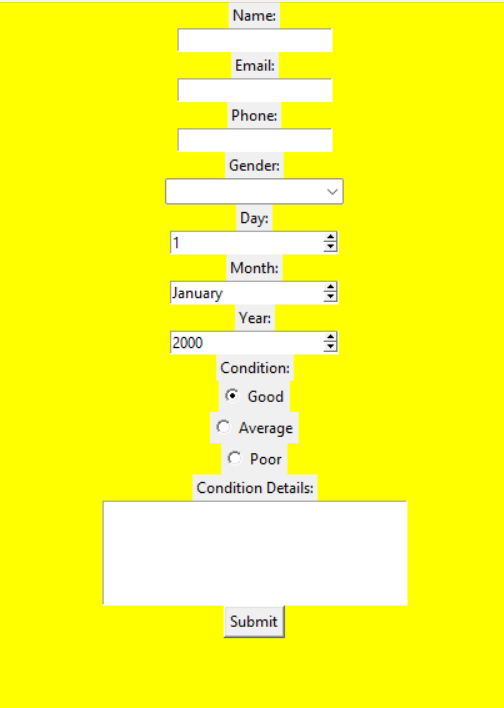 Name:
Email:
Phone:
Gender:
Day:
1
Month:
January
Year:
2000
Condition:
Good
Average
Poor
Condition Details:
Submit